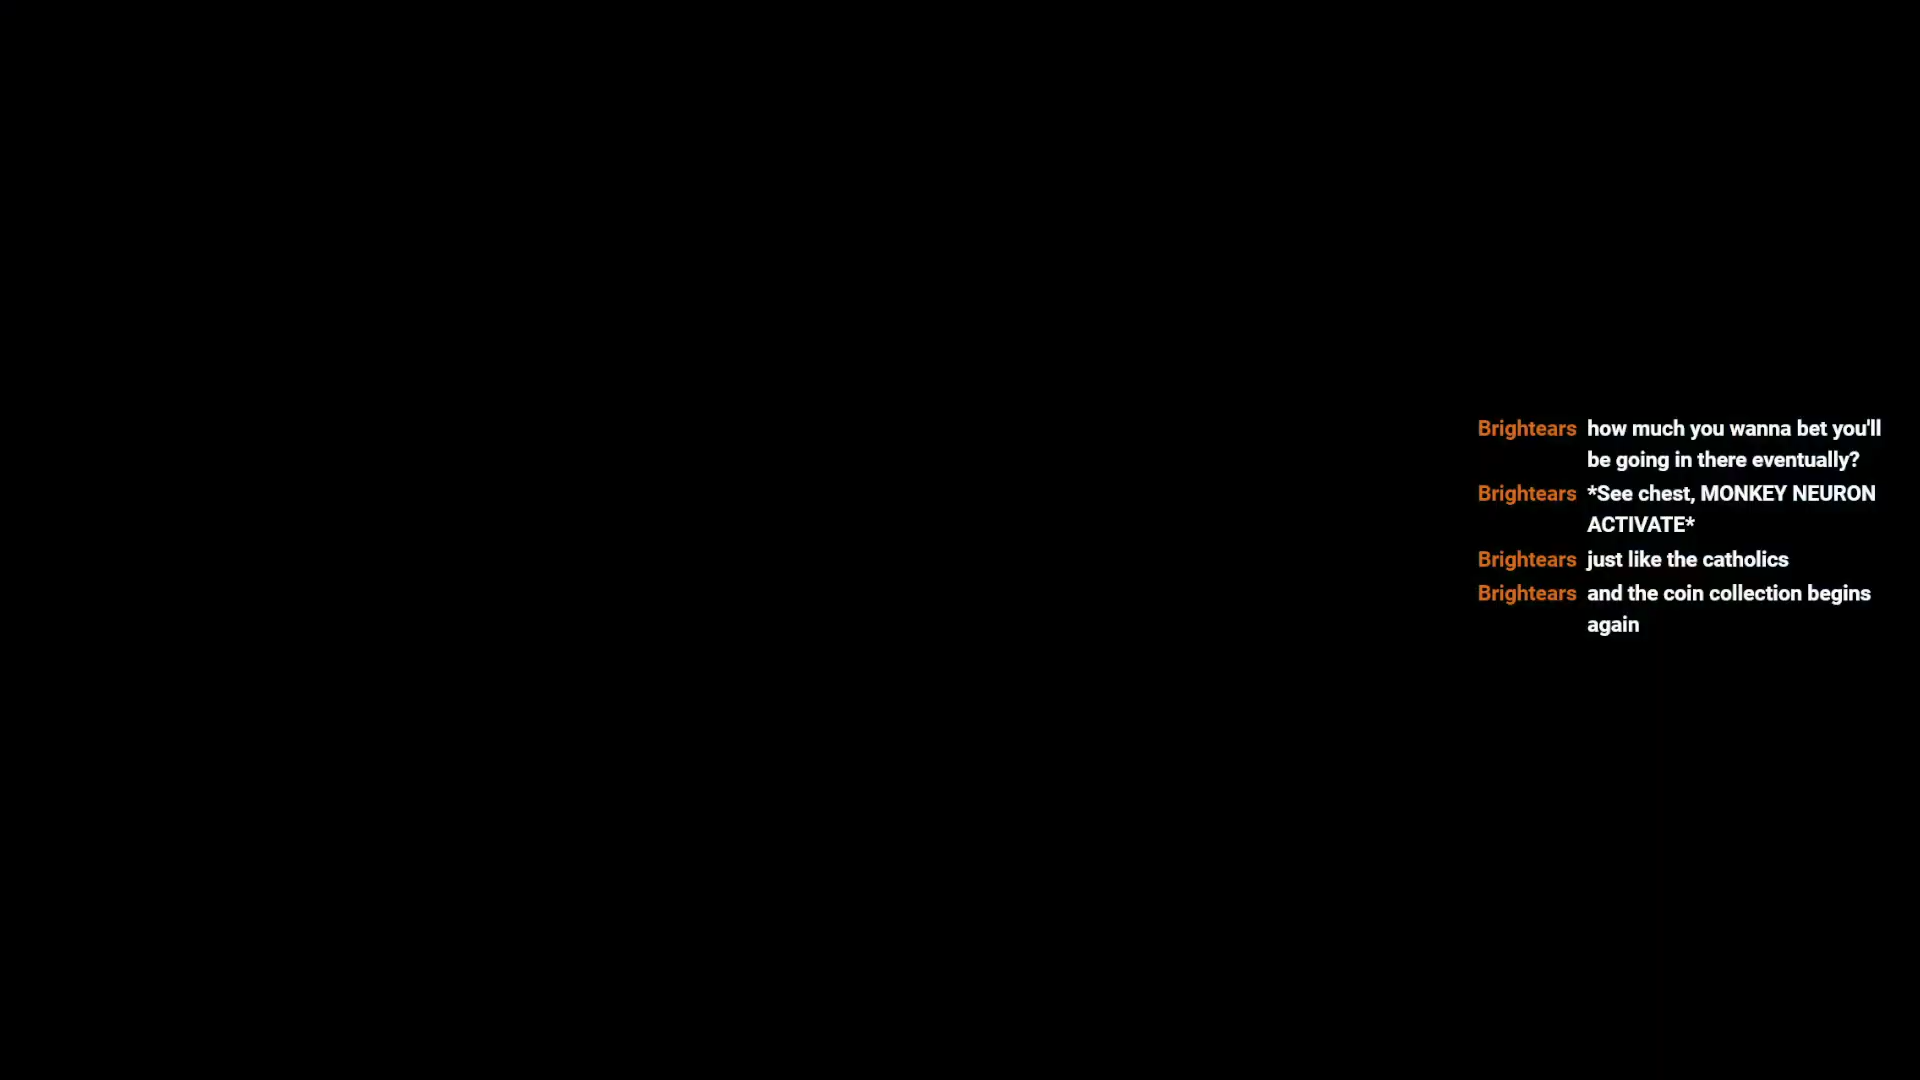 Brightears how much you wanna bet you'll
be going in there eventually?
Brightears *See chest, MONKEY NEURON
ACTIVATE*
Brightears just like the catholics
Brightears and the coin collection begins
again